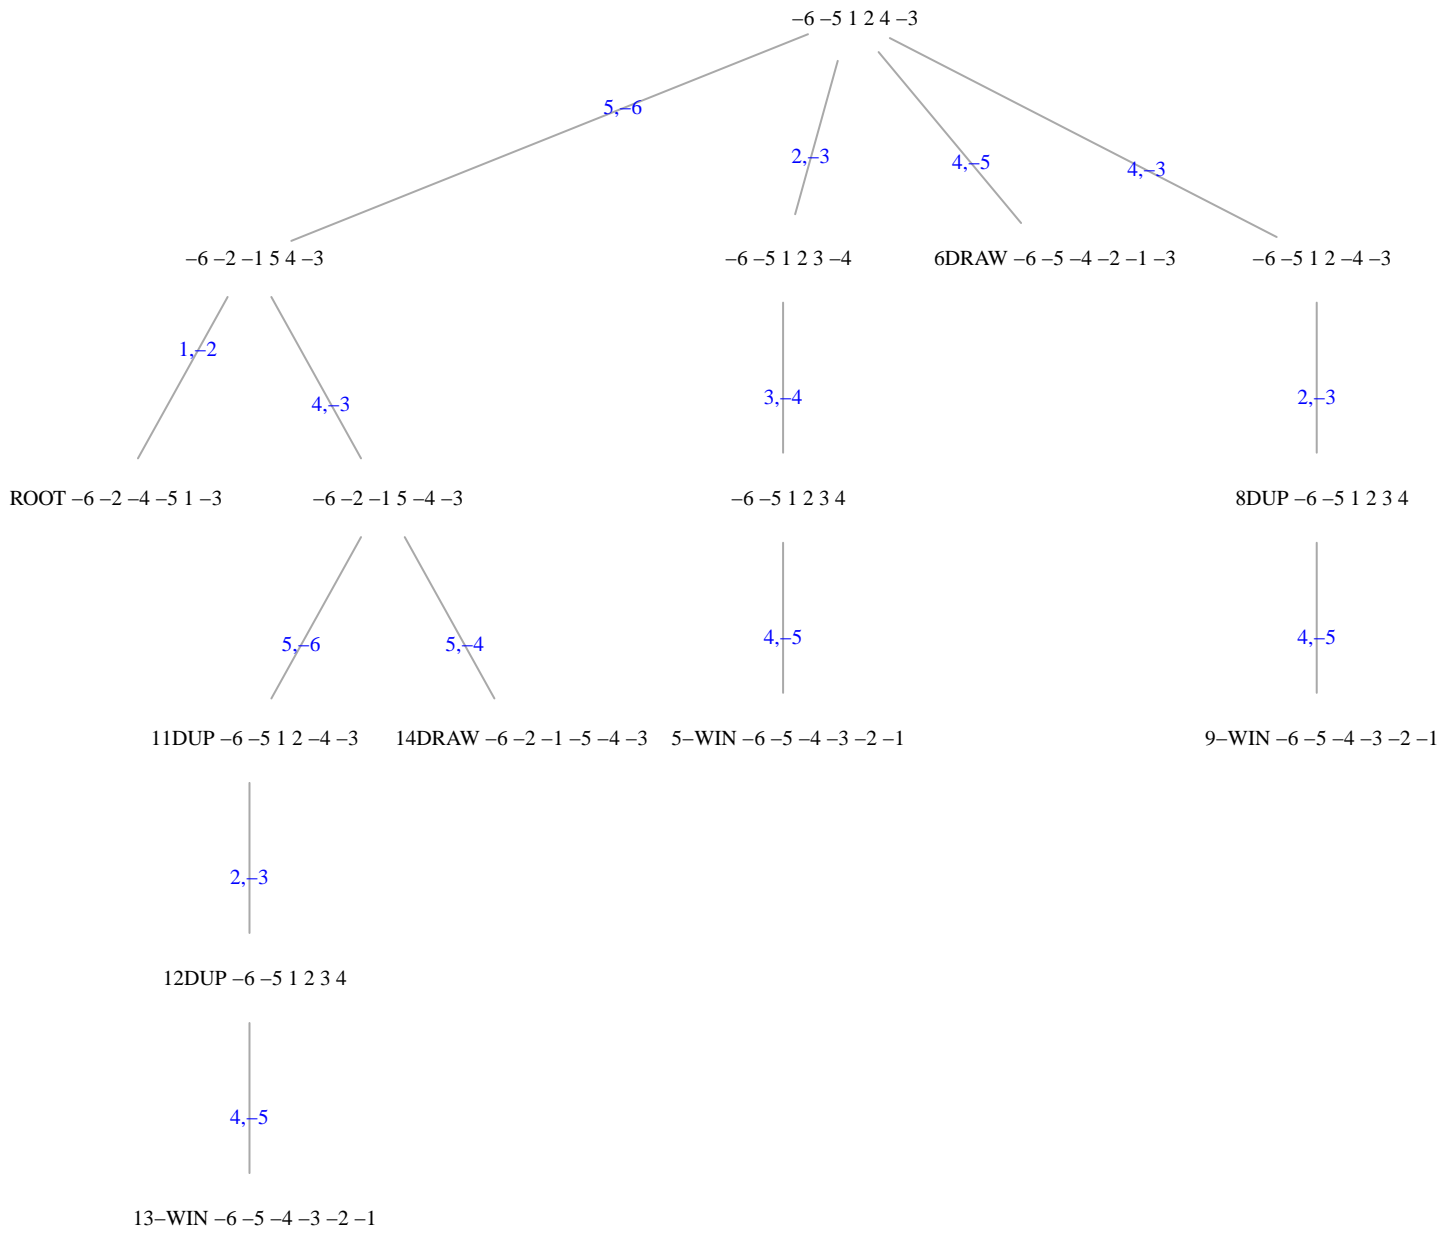 –6 –5 1 2 4 –3
5,–6
2,–3
4,–5
4,–3
–6 –2 –1 5 4 –3
–6 –5 1 2 3 –4
6DRAW –6 –5 –4 –2 –1 –3
–6 –5 1 2 –4 –3
1,–2
4,–3
3,–4
2,–3
ROOT –6 –2 –4 –5 1 –3
–6 –2 –1 5 –4 –3
–6 –5 1 2 3 4
8DUP –6 –5 1 2 3 4
5,–6
5,–4
4,–5
4,–5
11DUP –6 –5 1 2 –4 –3
14DRAW –6 –2 –1 –5 –4 –3
5–WIN –6 –5 –4 –3 –2 –1
9–WIN –6 –5 –4 –3 –2 –1
2,–3
12DUP –6 –5 1 2 3 4
4,–5
13–WIN –6 –5 –4 –3 –2 –1